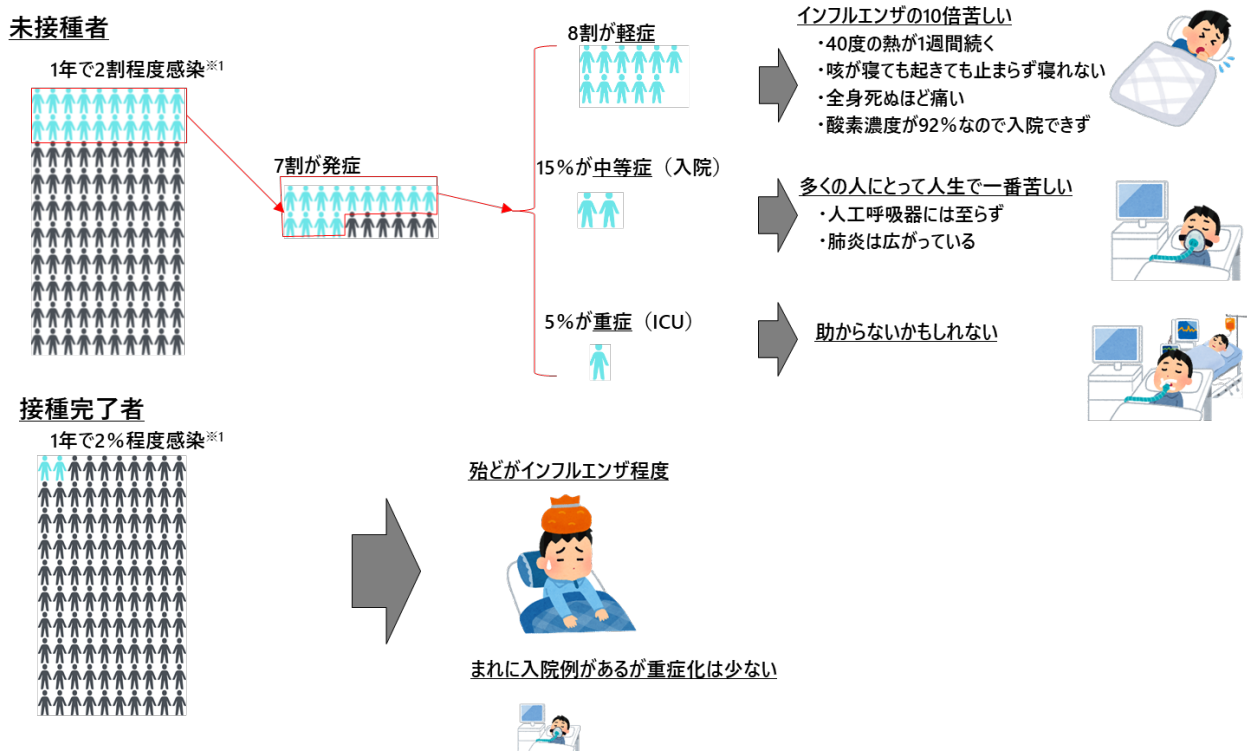 未接種者
1年で2割程度感染※1
7割が発症
8割が軽症
15%が中等症（入院）
5%が重症（ICU）
インフルエンザの10倍苦しい
・40度の熱が1週間続く
・咳が寝ても起きても止まらず寝れない
・全身死ぬほど痛い
・酸素濃度が92%なので入院できず
多くの人にとって人生で一番苦しい
・人工呼吸器には至らず
・肺炎は広がっている
助からないかもしれない
接種完了者
1年で2%程度感染※1
殆どがインフルエンザ程度
まれに入院例があるが重症化は少ない